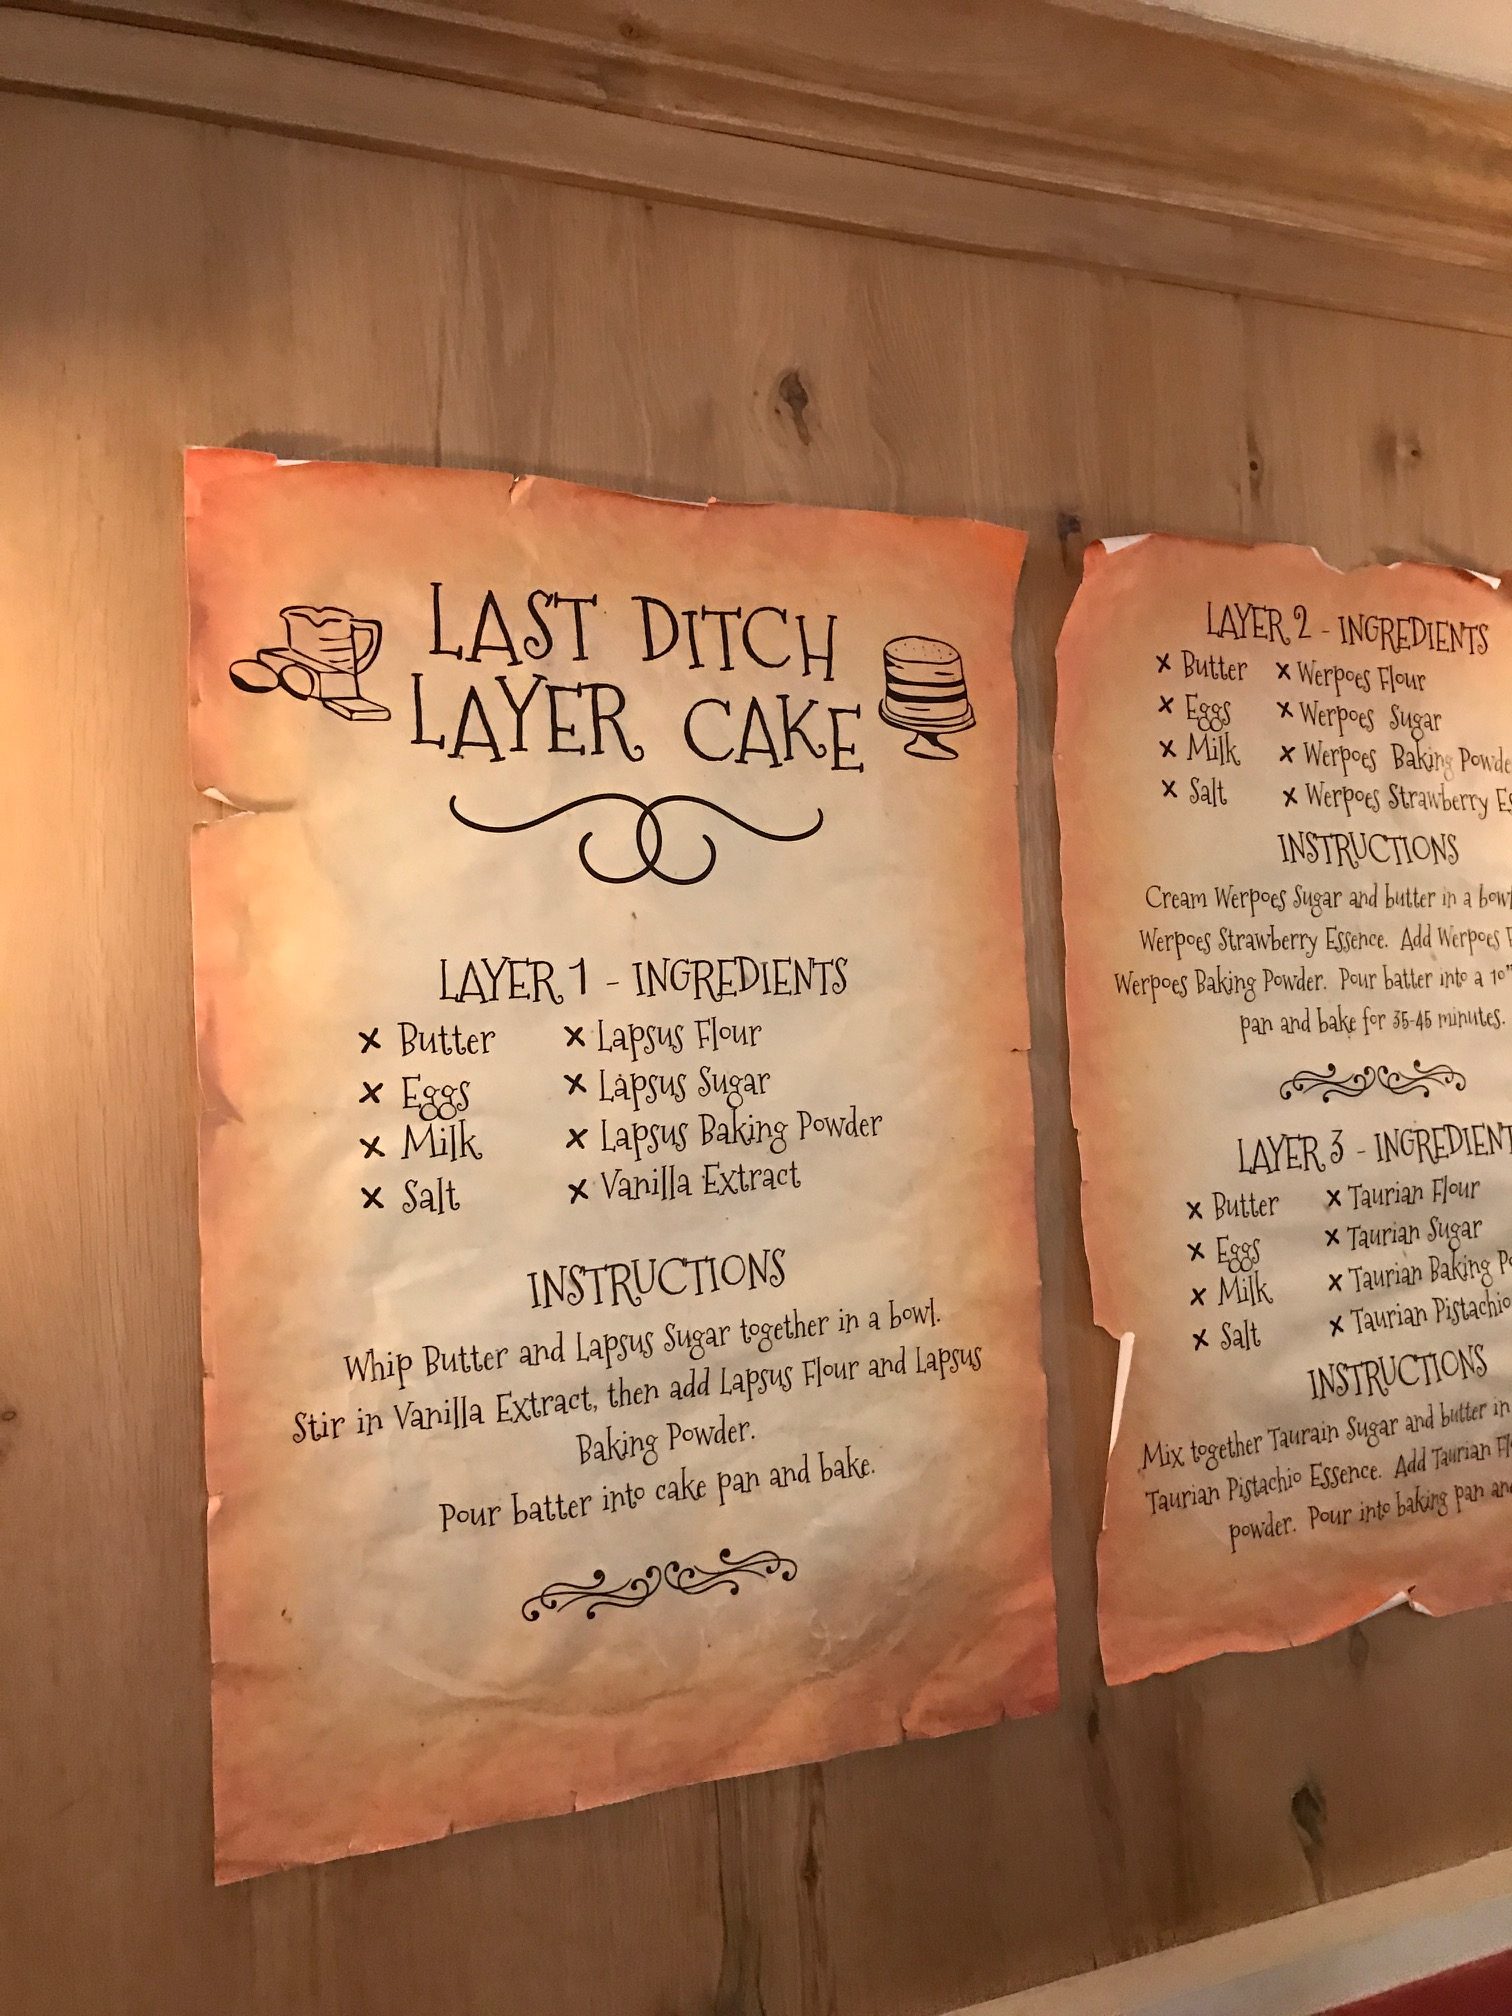 LAST DITCH
LAYER CAKE
LAYER 1 - INGREDIENTS
x Butter x Lapsus Flour
x Eggs x Lapsus Sugar
x Milk x Lapsus Baking Powder
x Salt x Vanilla Extract
INSTRUCTIONS
Whip Butter and Lapsus Sugar together in a bowl.
Stir in Vanilla Extract, then add Lapsus Flour and Lapsus
Baking Powder.
Pour batter into cake pan and bake.
LAYER 2 - INGREDIENTS
x Butter x Werpoes Flour
x Eggs x Werpoes Sugar
x Milk x Werpoes Baking
x Salt x Werpoes Strawberry
INSTRUCTIONS
Cream Werpoes Sugar and butter in a
Werpoes Strawberry Essence. Add Werpoes
Werpoes Baking Powder. Pour batter into a 10"
pan and bake for 35-45 minutes.
LAYER 3 -
x Butter x Taurian Flour
x Eggs x Taurian Sugar
x Milk x Taurian Baking
x Salt x Taurian Pistachio
INSTRUCTIONS
Mix together Taurain Sugar and butter in
Taurian Pistachio Essence. Add Taurian
powder. Pour into baking pan